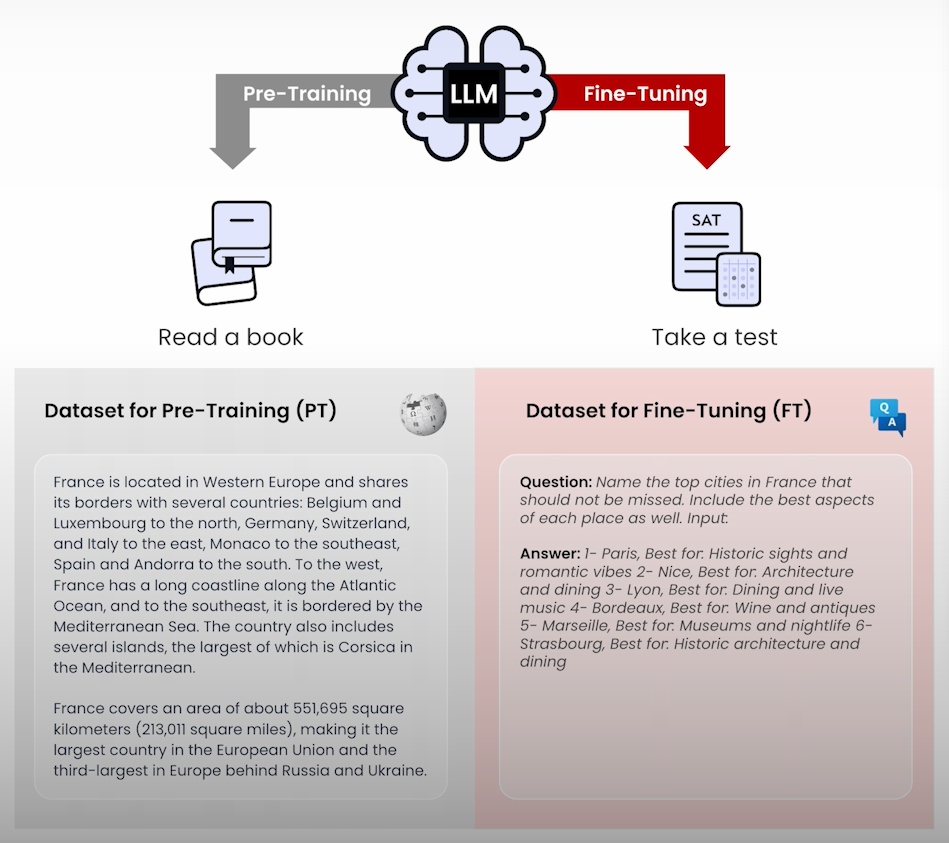 Pre-Training
LLM
Fine-Tuning
SAT
Read a book
Take a test
Dataset for Pre-Training (PT)
France is located in Western Europe and shares
its borders with several countries: Belgium and
Luxembourg to the north, Germany, Switzerland,
and Italy to the east, Monaco to the southeast,
Spain and Andorra to the south. To the west,
France has a long coastline along the Atlantic
Ocean, and to the southeast, it is bordered by the
Mediterranean Sea. The country also includes
several islands, the largest of which is Corsica in
the Mediterranean.
France covers an area of about 551,695 square
kilometers (213,011 square miles), making it the
largest country in the European Union and the
third-largest in Europe behind Russia and Ukraine.
Dataset for Fine-Tuning (FT)
Q
A
Question: Name the top cities in France that
should not be missed. Include the best aspects
of each place as well. Input:
Answer: 1- Paris, Best for: Historic sights and
romantic vibes 2- Nice, Best for: Architecture
and dining 3- Lyon, Best for: Dining and live
music 4- Bordeaux, Best for: Wine and antiques
5- Marseille, Best for: Museums and nightlife 6-
Strasbourg, Best for: Historic architecture and
dining